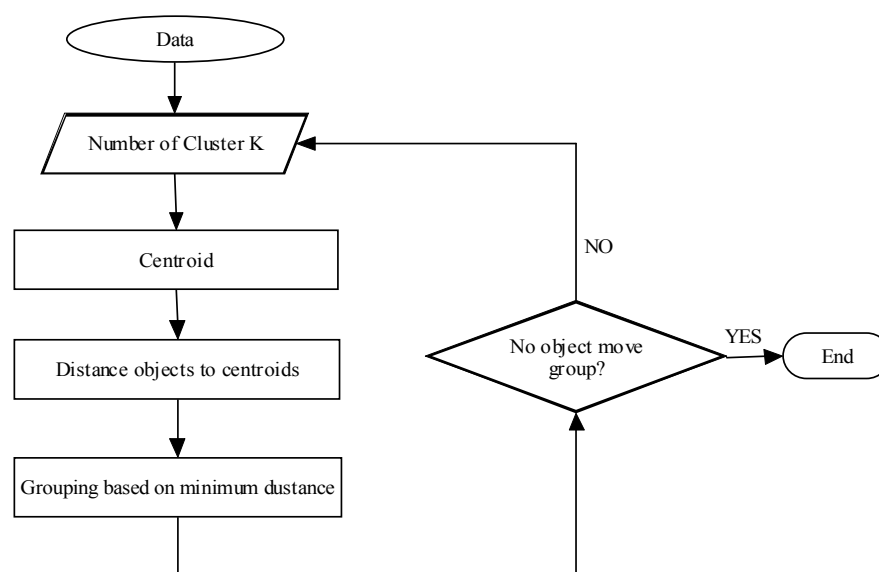 Data
Number of Cluster K
Centroid
Distance objects to centroids
Grouping based on minimum dustance
NO
No object move
group?
YES
End